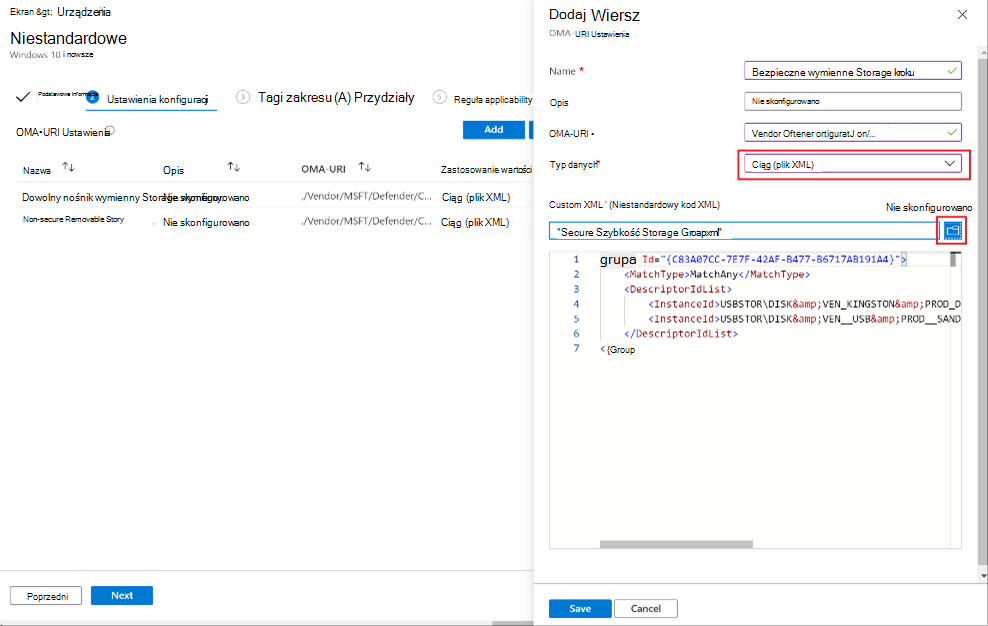 Ekran &gt; Urządzenia
Niestandardowe
Windows 10 i nowsze
Podstawowe Informacje
2 Ustawienia konfiguracji
3 Tagi zakresu (A) Przydziały
5 Reguła applicability
OMA•URI Ustawienia
Add
Nazwa ↑↓ Opis ↑↓ OMA-URI ↑↓ Zastosowanie wartości
Dowolny nośnik wymienny Storage Nie skonfigurowano ./Vendor/MSFT/Defender/C... Ciąg (plik XML)
Non-secure Removable Story Nie skonfigurowano ./Vendor/MSFT/Defender/C... Ciąg (plik XML)
Poprzedni
Next
Dodaj Wiersz
OMA-URI Ustawienia
Name * Bezpieczne wymienne Storage kroku
Opis Nie skonfigurowano
OMA-URI • Vendor Oftener ortiguratJ on/...
Typ danych* Ciąg (plik XML)
Custom XML ' (Niestandardowy kod XML)
Nie skonfigurowano
"Secure Szybkość Storage Groapxml"
1 grupa Id="{C83A07CC-7E7F-42AF-B477-B6717AB191A4}">
2 <MatchType>MatchAny</MatchType>
3 <DescriptorIdList>
4 <InstanceId>USBSTOR\DISK&amp;VEN_KINGSTON&amp;PROD_D
5 <InstanceId>USBSTOR\DISK&amp;VEN__USB&amp;PROD__SAND
6 </DescriptorIdList>
7 <{Group
Save
Cancel